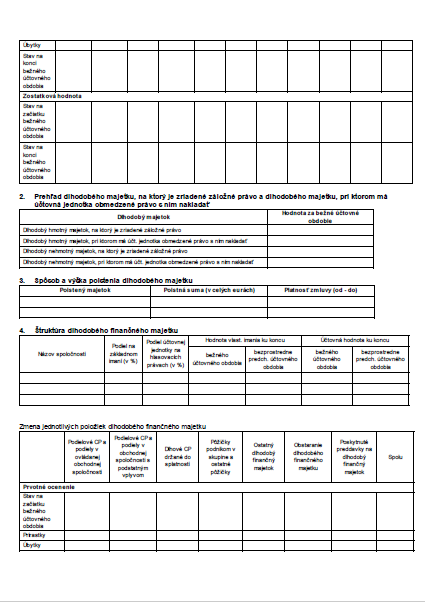 Úbytky
Stav na
konci
bežného
účtovného
obdobia
Zostatková hodnota
Stav na
začiatku
bežného
účtovného
obdobia
Stav na
konci
bežného
účtovného
obdobia
2. Prehľad dlhodobého majetku, na ktorý je zriadené záložné právo a dlhodobého majetku, pri ktorom má
účtovná jednotka obmedzené právo s ním nakladať
Dlhodobý majetok
Hodnota za bežné účtovné
obdobie
Dlhodobý hmotný majetok, na ktorý je zriadené záložné právo
Dlhodobý hmotný majetok, pri ktorom má účt. jednotka obmedzené právo s ním nakladať
Dlhodobý nehmotný majetok, na ktorý je zriadené záložné právo
Dlhodobý nehmotný majetok, pri ktorom má účt. jednotka obmedzené právo s ním nakladať
3. Spôsob a výška poistenia dlhodobého majetku
Poistený majetok
Poistná suma (v celých eurách)
Platnosť zmluvy (od - do)
4. Štruktúra dlhodobého finančného majetku
Názov spoločnosti
Podiel na
základnom
imaní (v %)
Podiel účtovnej
jednotky na
hlasovacích
právach (v %)
Hodnota vlast. imania ku koncu
Účtovná hodnota ku koncu
bežného
účtovného obdobia
bezprostredne
predch. účtovného
obdobia
bežného
účtovného
obdobia
bezprostredne
predch. účtovného
obdobia
Zmena jednotlivých položiek dlhodobého finančného majetku
Podielové CP a
podiely v
ovládanej
obchodnej
spoločnosti
Podielové CP a
podiely v
obchodnej
spoločnosti s
podstatným
vplyvom
Dlhové CP
držané do
splatnosti
Pôžičky
podnikom v
skupine a
ostatné
pôžičky
Ostatný
dlhodobý
finančný
majetok
Obstaranie
dlhodobého
finančného
majetku
Poskytnuté
preddavky na
dlhodobý
finančný
majetok
Spolu
Prvotné ocenenie
Stav na
začiatku
bežného
účtovného
obdobia
Prírastky
Úbytky